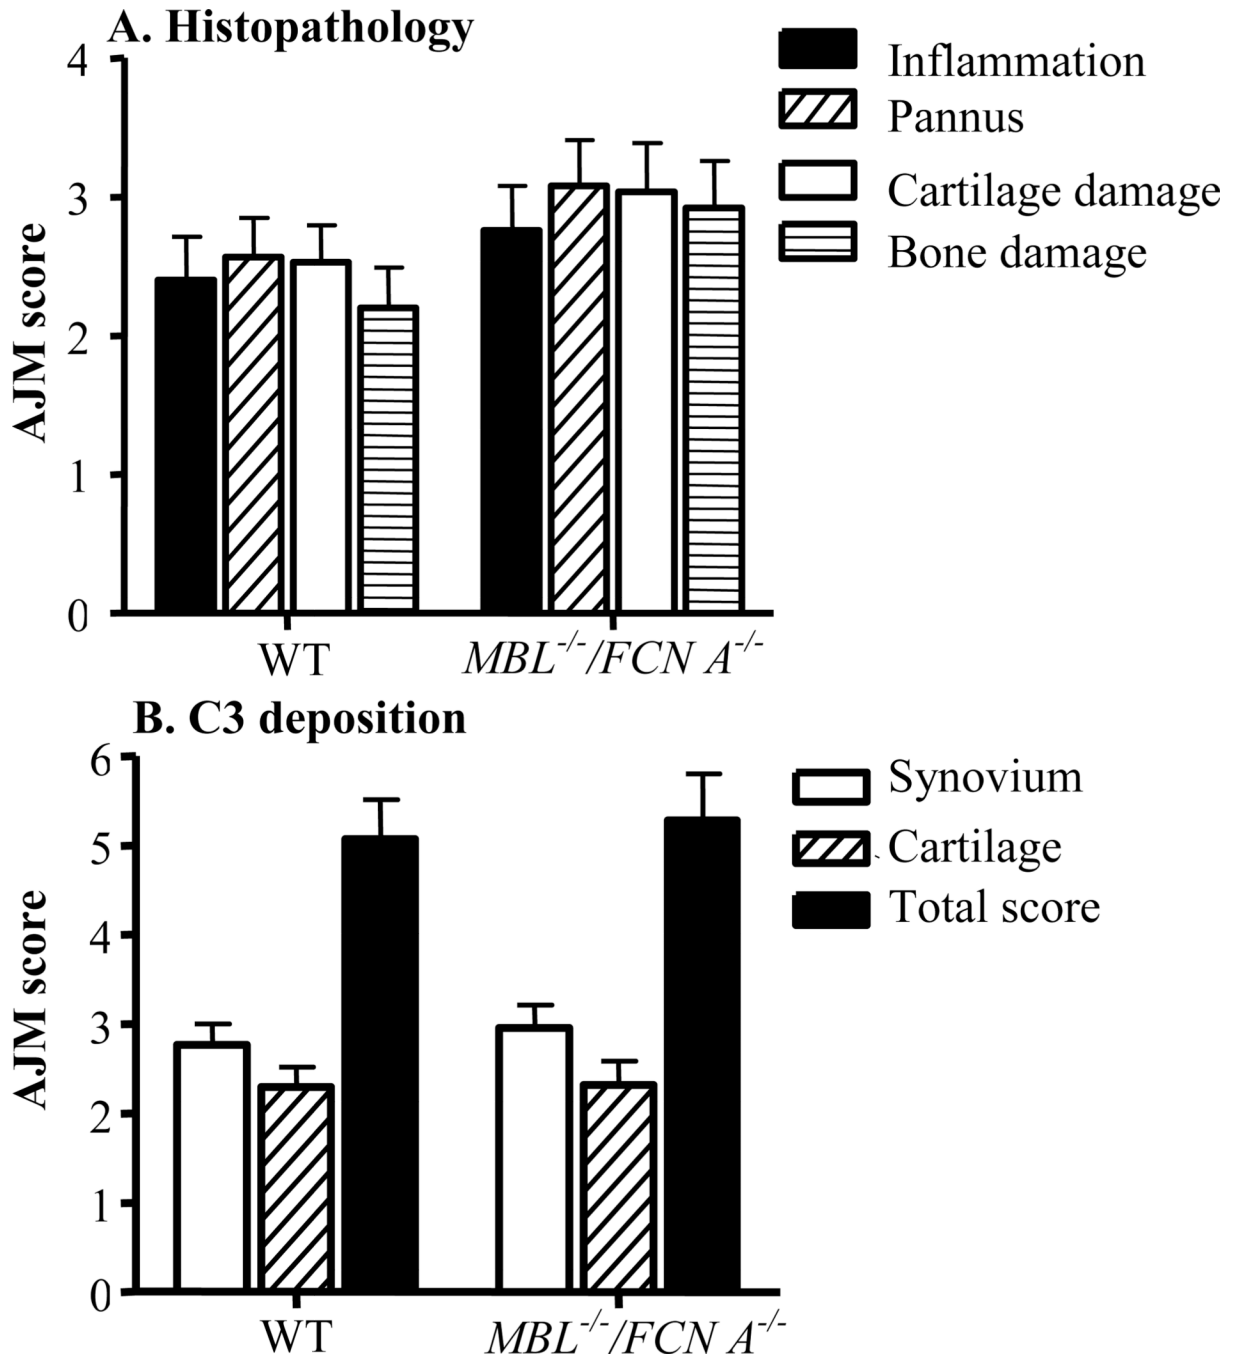 A. Histopathology
4
3
2
1
0
AJM score
Inflammation
Pannus
Cartilage damage
Bone damage
WT
MBL-/-/FCN A-/-
B. C3 deposition
6
5
4
3
2
1
0
AJM score
Synovium
Cartilage
Total score
WT
MBL-/-/FCN A-/-